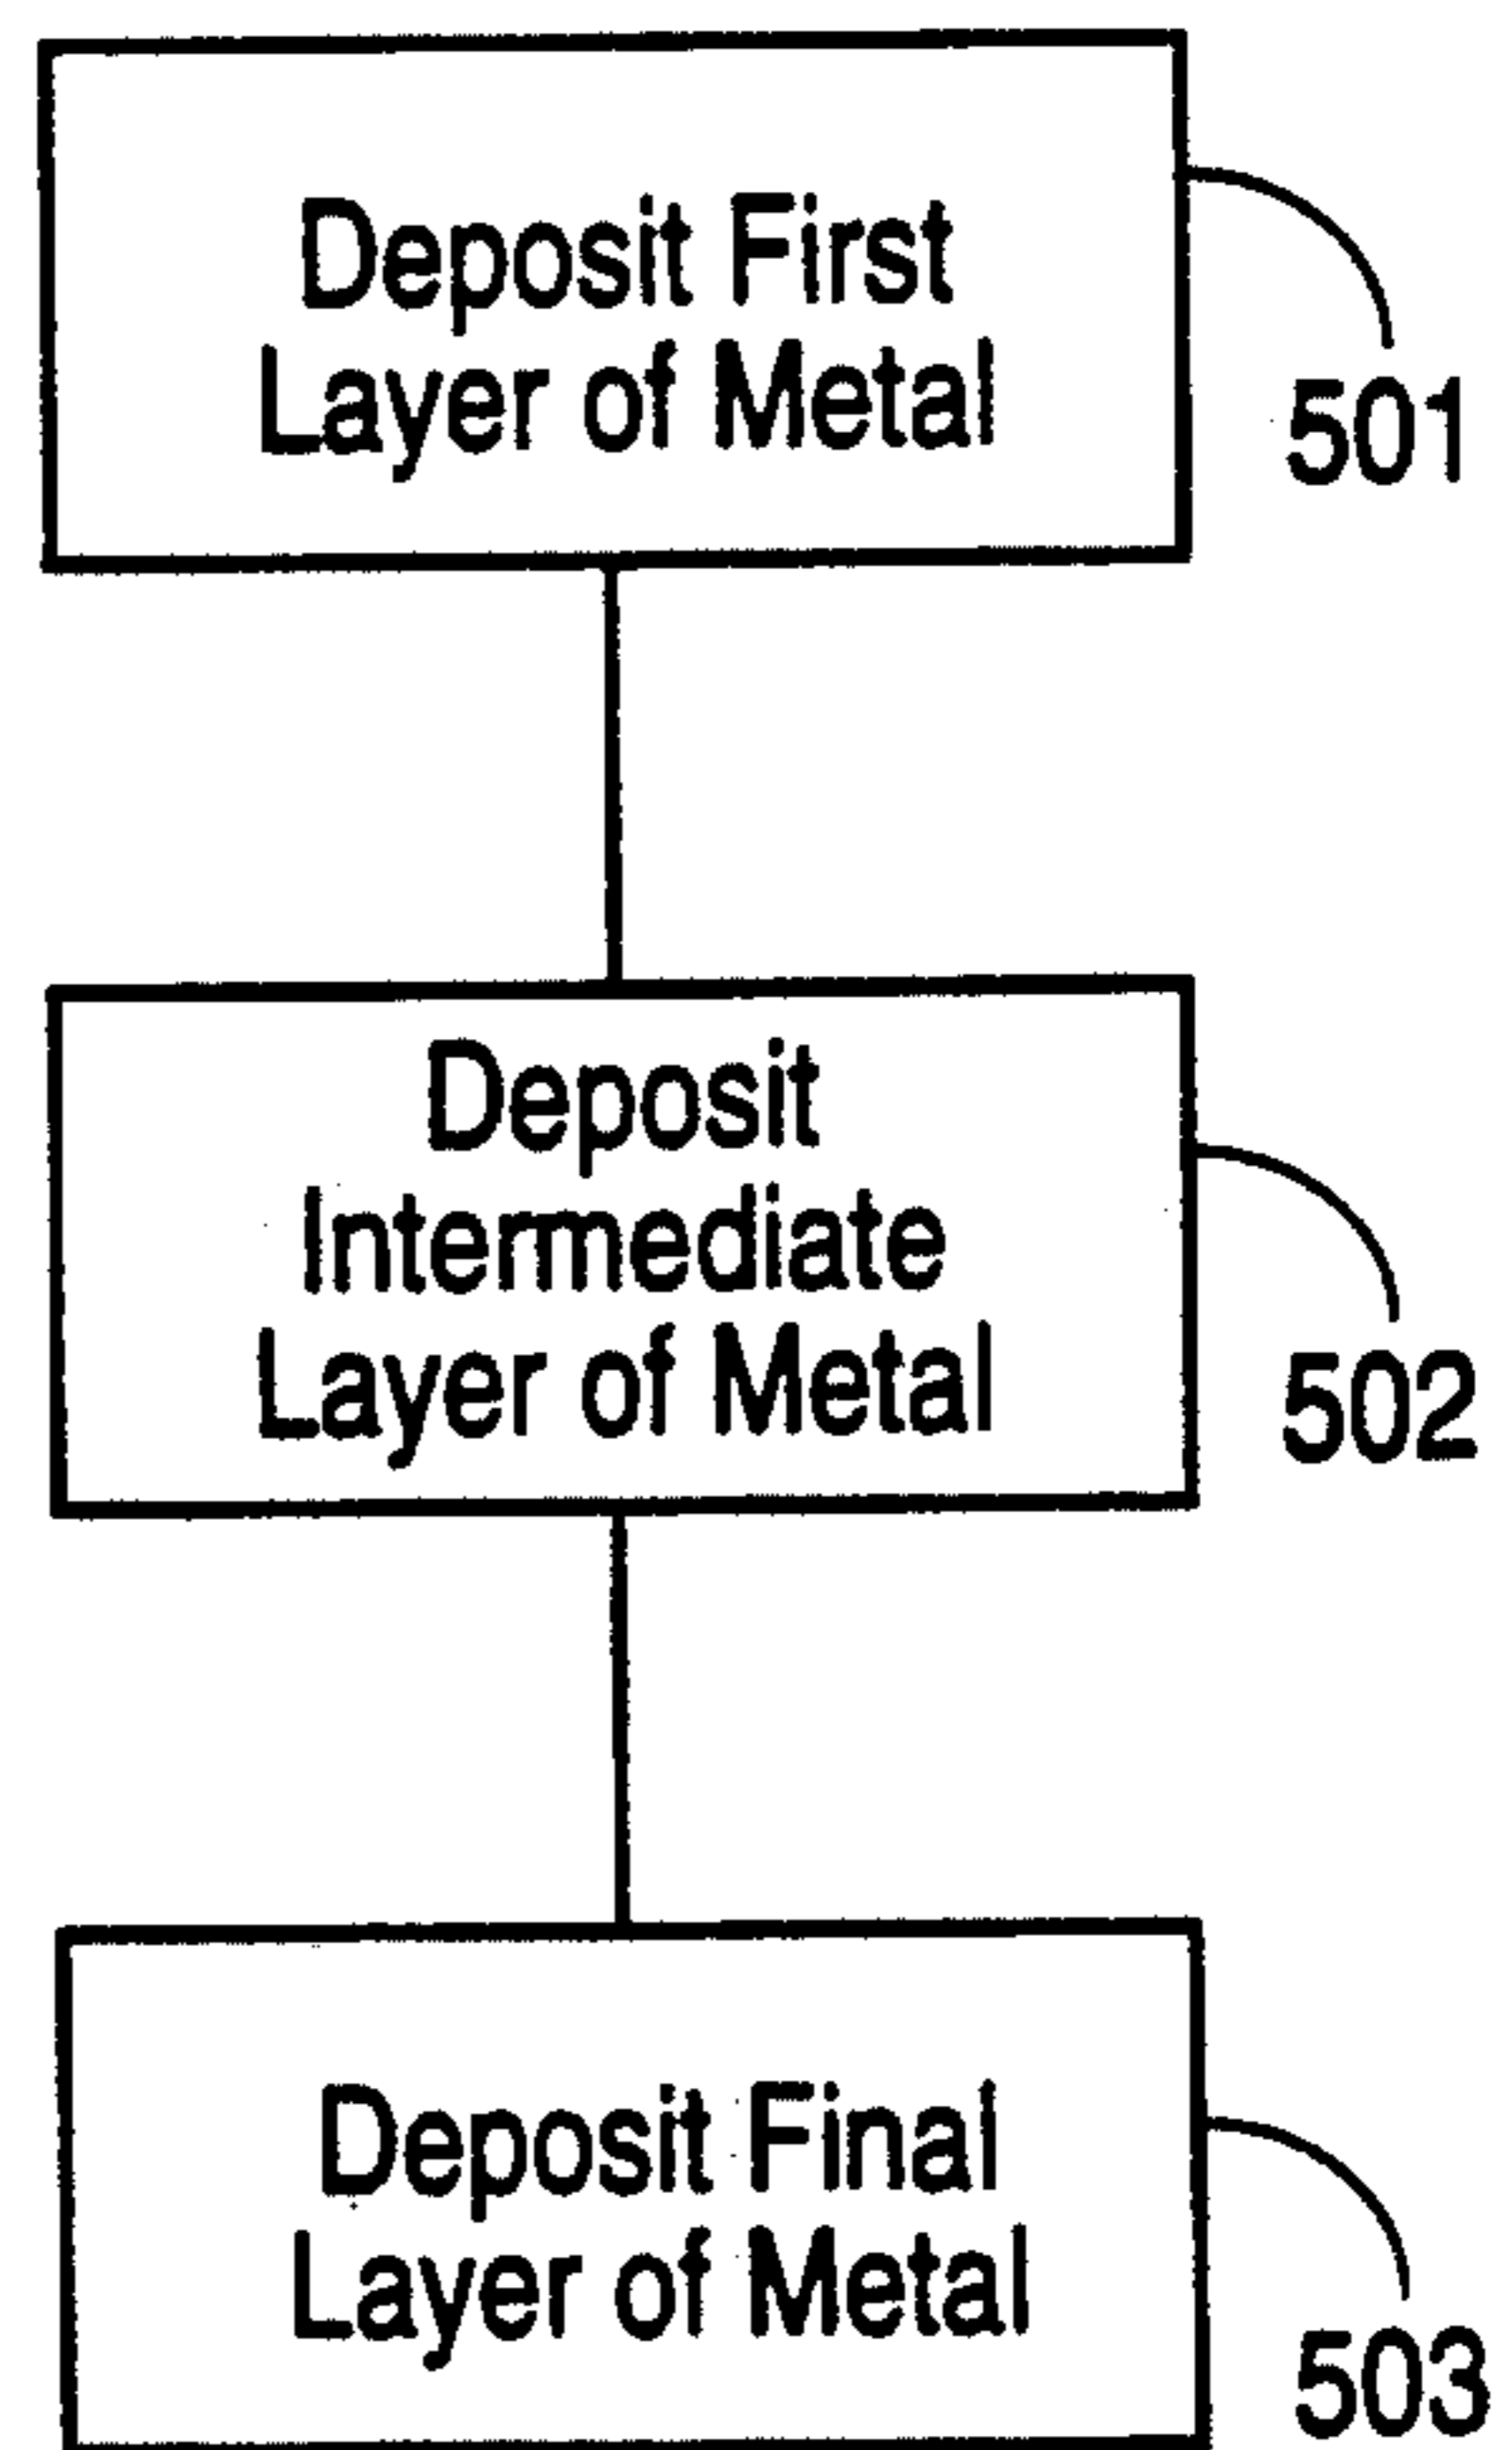 Deposit First
Layer of Metal
501
Deposit
Intermediate
Layer of Metal
502
Deposit Final
Layer of Metal
503